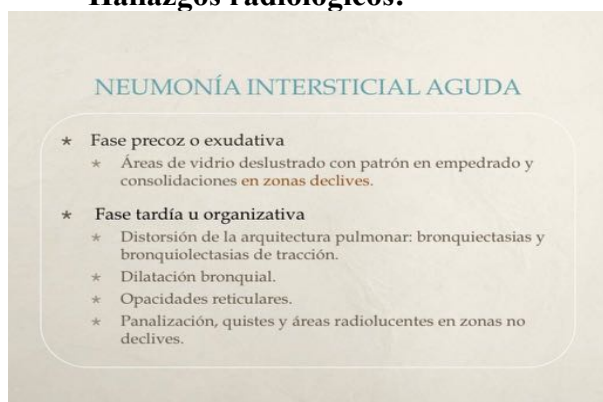 Hallazgos radiológicos:
NEUMONÍA INTERSTICIAL AGUDA
* Fase precoz o exudativa
* Áreas de vidrio deslustrado con patrón en empedrado y
consolidaciones en zonas declives.
* Fase tardía u organizativa
* Distorsión de la arquitectura pulmonar: bronquiectasias y
bronquiolectasias de tracción.
* Dilatación bronquial.
* Opacidades reticulares.
* Panalización, quistes y áreas radiolucentes en zonas no
declives.